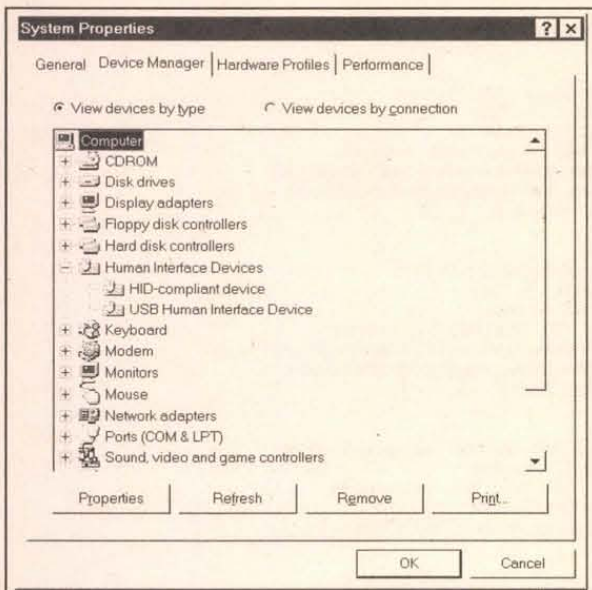 System Properties
General Device Manager Hardware Profiles Performance
View devices by type View devices by connection
Computer
CDROM
Disk drives
Display adapters
Floppy disk controllers
Hard disk controllers
Human Interface Devices
HID-compliant device
USB Human Interface Device
Keyboard
Modem
Monitors
Mouse
Network adapters
Ports (COM & LPT)
Sound, video and game controllers
Properties Refresh Remove Print...
OK Cancel